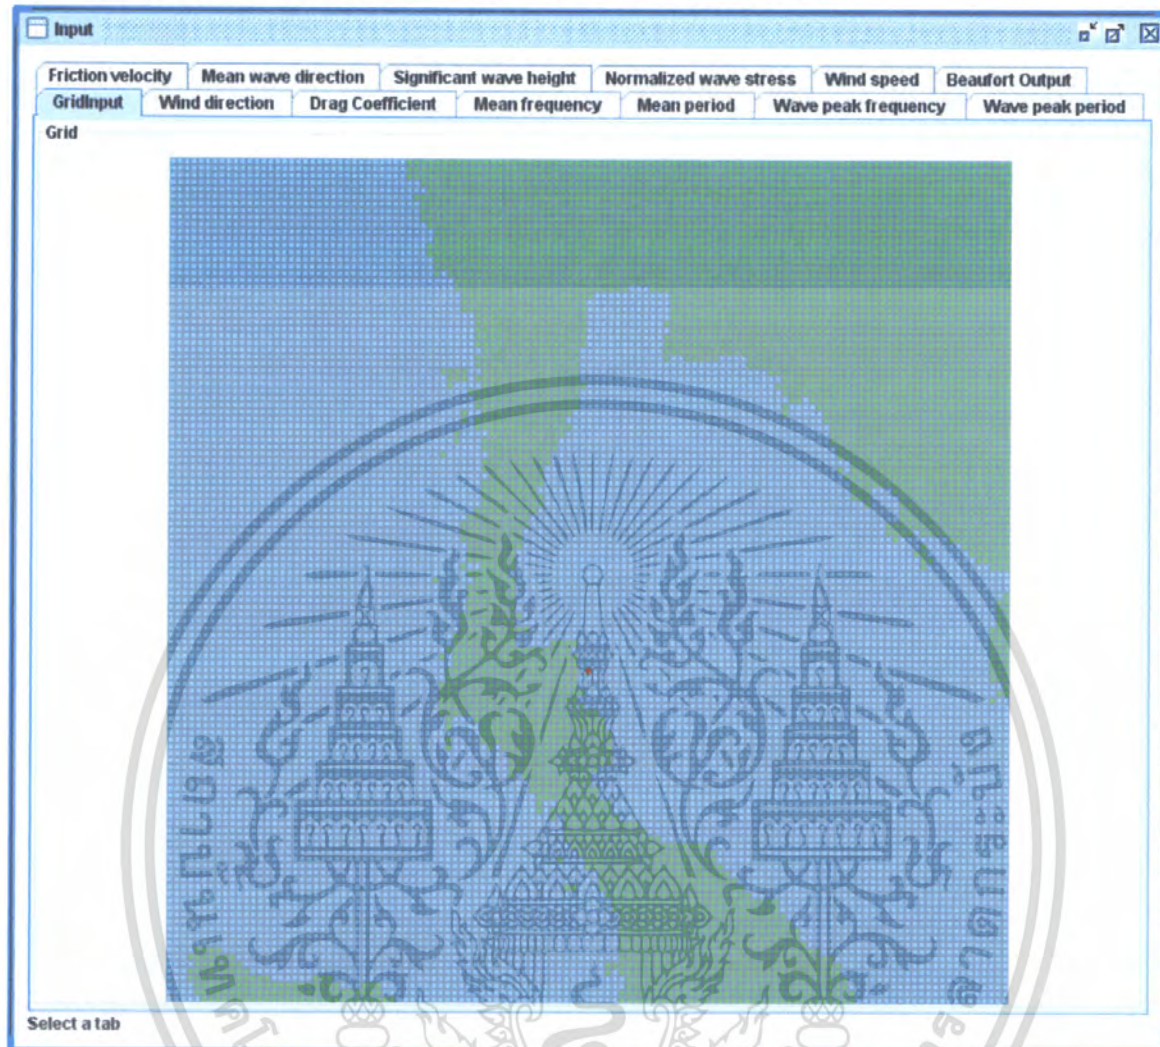 Input
Friction velocity Mean wave direction Significant wave height Normalized wave stress Wind speed Beaufort Output
GridInput Wind direction Drag Coefficient Mean frequency Mean period Wave peak frequency Wave peak period
Grid
Select a tab